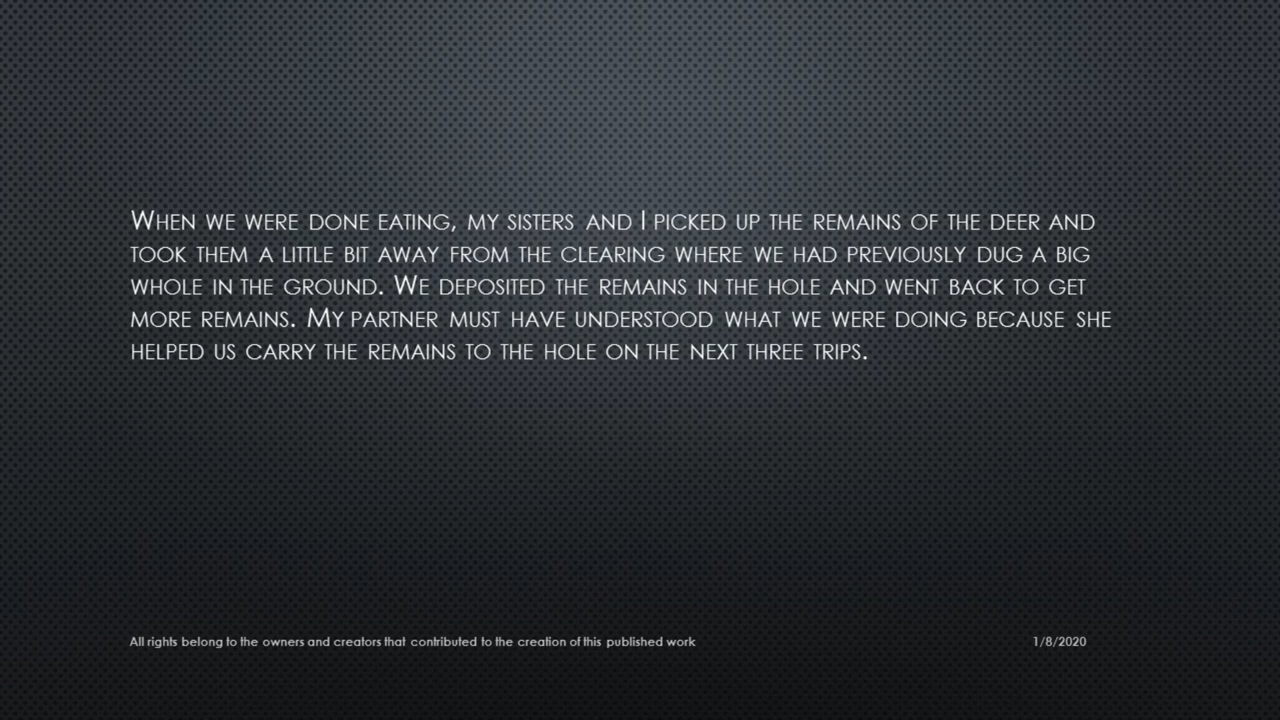 When we were done eating, my sisters and I picked up the remains of the deer and
took them a little bit away from the clearing where we had previously dug a big
whole in the ground. We deposited the remains in the hole and went back to get
more remains. My partner must have understood what we were doing because she
helped us carry the remains to the hole on the next three trips.
All rights belong to the owners and creators that contributed to the creation of this published work
1/8/2020